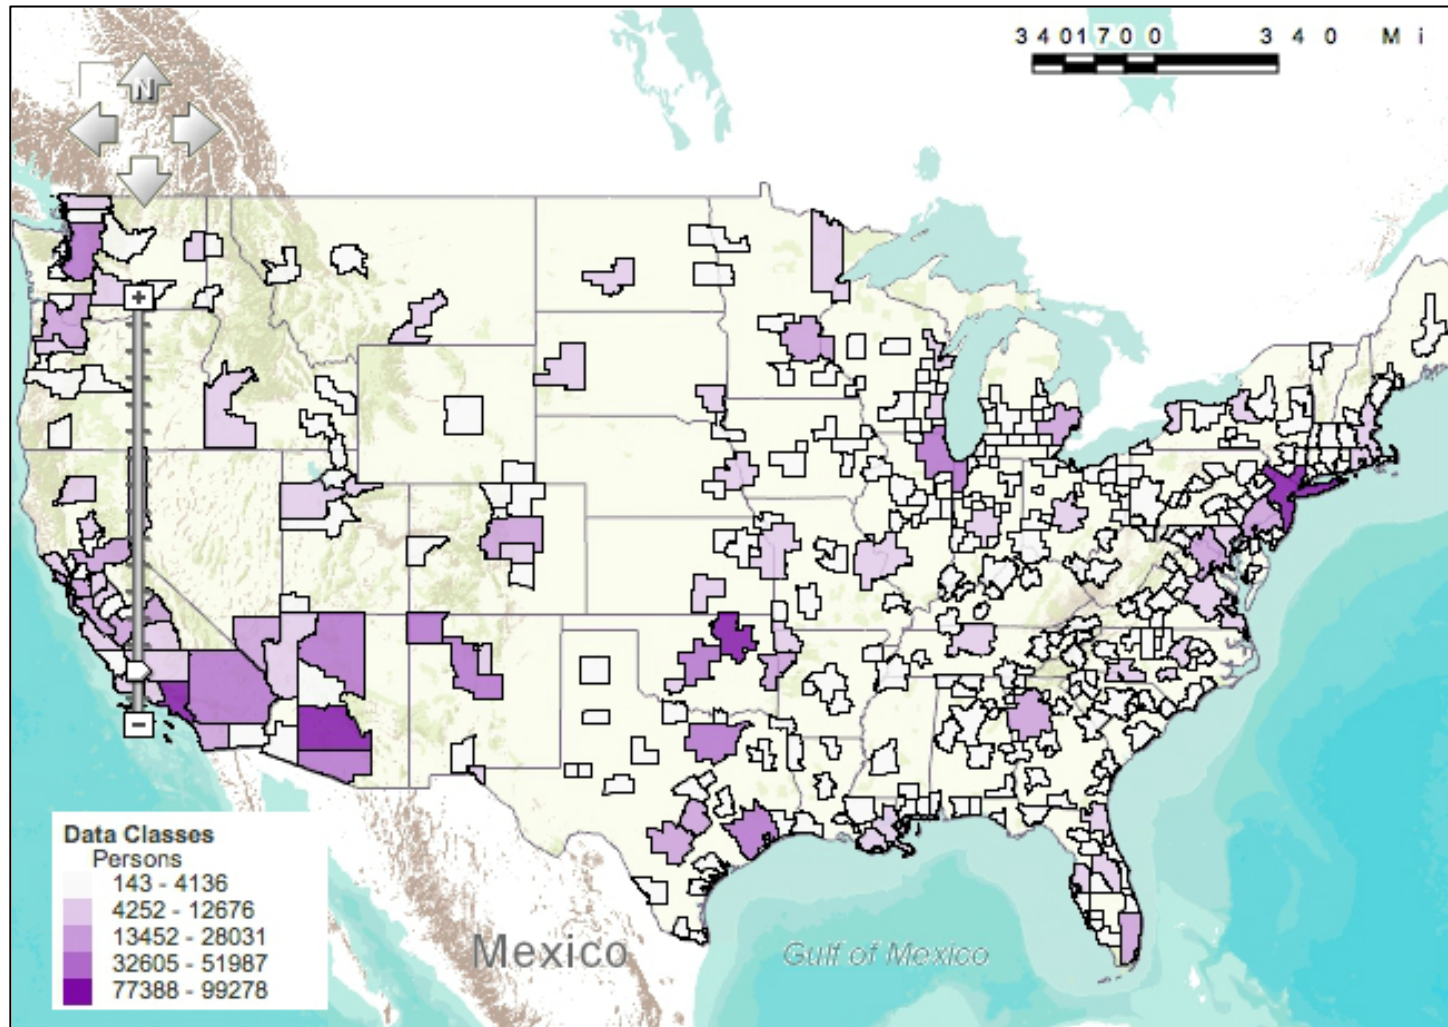 3 4 0 1 7 0 0 3 4 0 M i
N
+
−
Data Classes
Persons
143 - 4136
4252 - 12676
13452 - 28031
32605 - 51987
77388 - 99278
Mexico
Gulf of Mexico